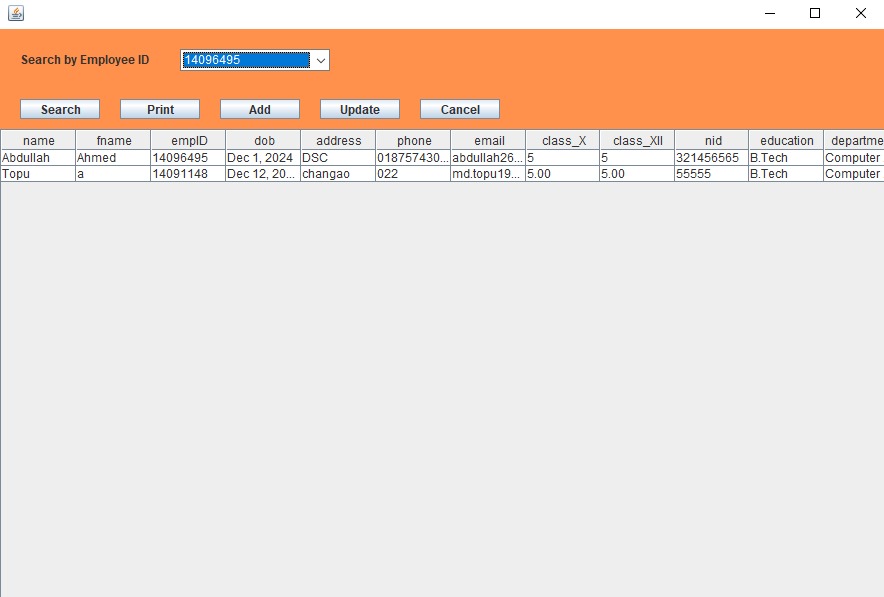 Search by Employee ID 14096495
Search Print Add Update Cancel
name fname empID dob address phone email class_X class_XII nid education departme
Abdullah Ahmed 14096495 Dec 1, 2024 DSC 018757430... abdullah26... 5 5 321456565 B.Tech Computer
Topu a 14091148 Dec 12, 20... changao 022 md.topu19... 5.00 5.00 55555 B.Tech Computer